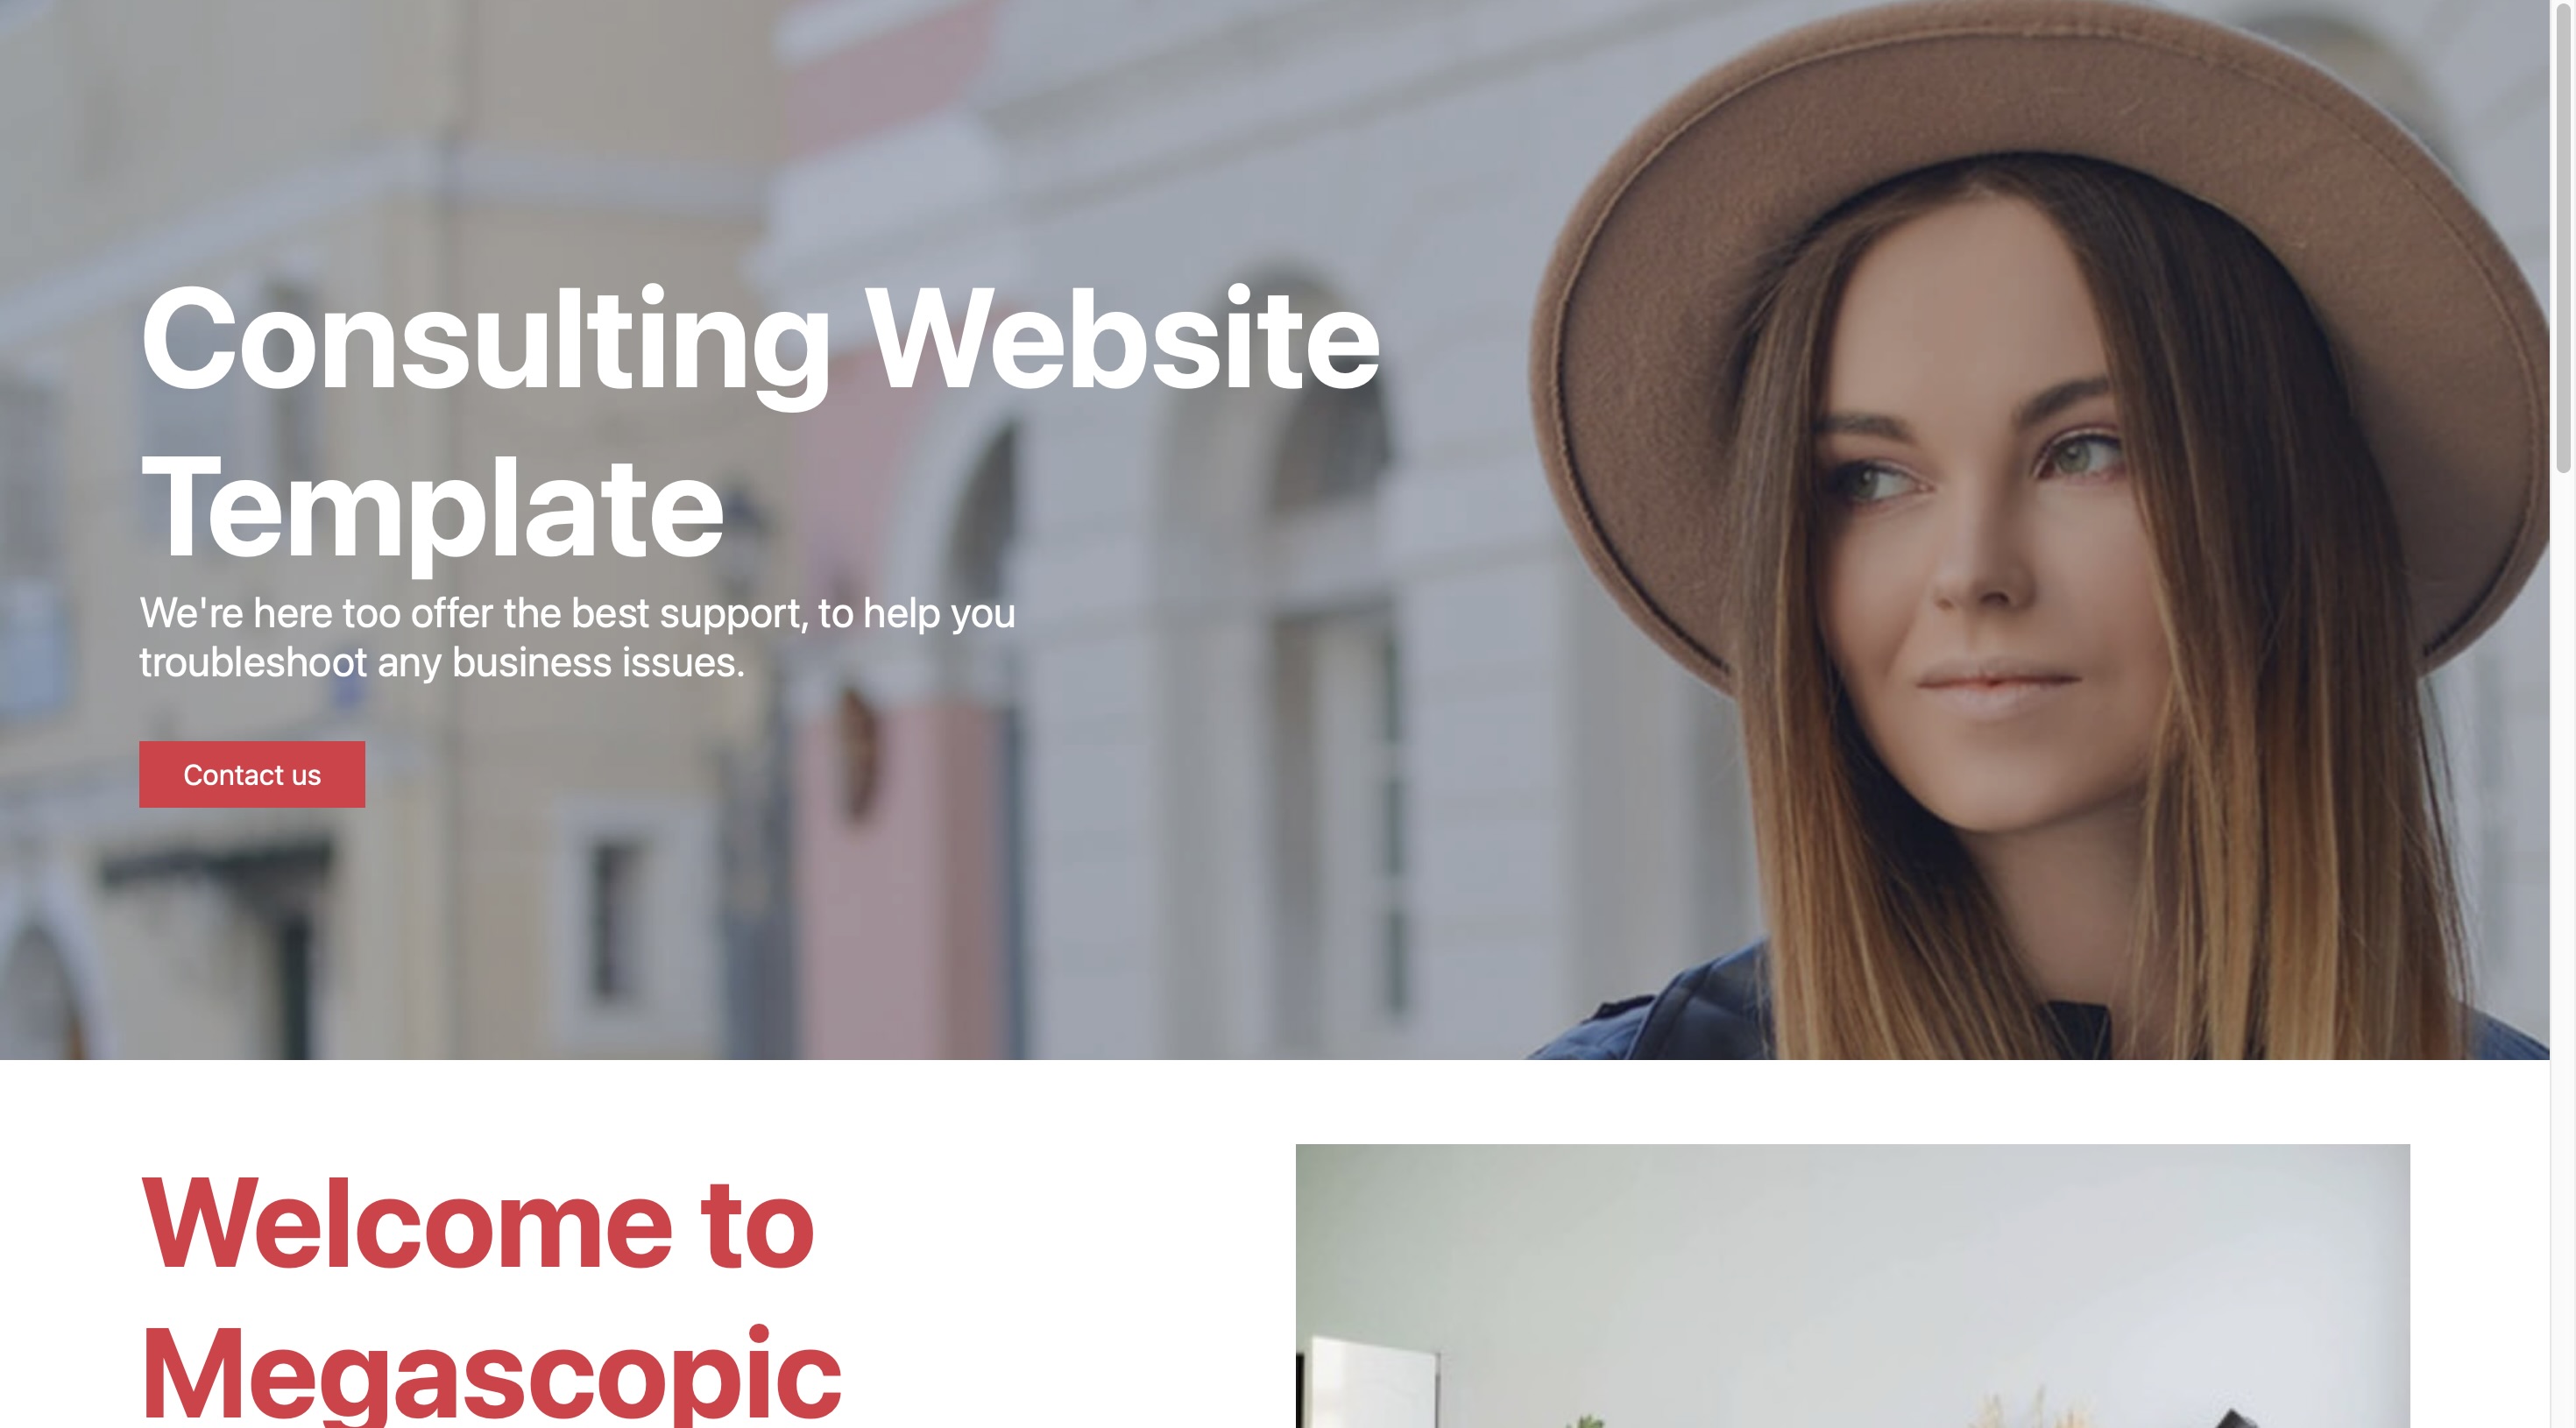 Consulting Website
Template
We're here too offer the best support, to help you
troubleshoot any business issues.
Contact us
Welcome to
Megascopic